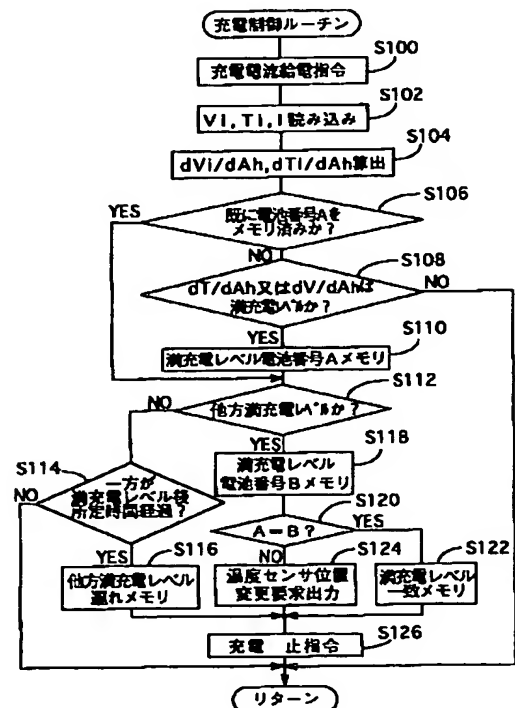 充電制御ルーチン
S100
充電電流給電指令
S102
Vi, Ti, I読み込み
S104
dVi/dAh, dTi/dAh算出
S106
YES
既に電池番号Aを
メモリ済みか?
NO
S108
dT/dAh又はdV/dAhは
満充電レベルか?
NO
YES
S110
満充電レベル電池番号Aメモリ
S112
NO
他方満充電レベルか?
YES
S118
満充電レベル
電池番号Bメモリ
S114
NO
一方が
満充電レベル後
所定時間経過?
S120
A=B?
YES
YES
S116
NO
S124
S122
他方満充電レベル
遅れメモリ
温度センサ位置
変更要求出力
満充電レベル
一致メモリ
S126
充電 止指令
リターン